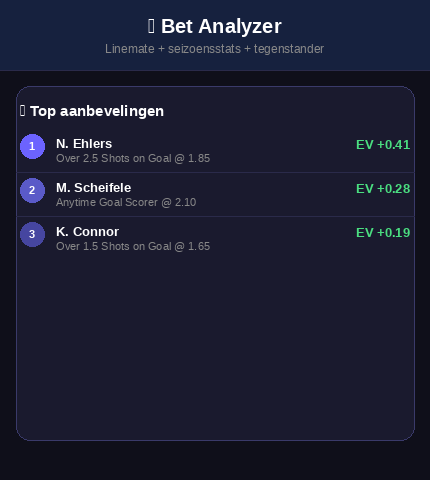 Bet Analyzer
Linemate + seizoensstats + tegenstander
Top aanbevelingen
1
N. Ehlers
EV +0.41
Over 2.5 Shots on Goal @ 1.85
2
M. Scheifele
EV +0.28
Anytime Goal Scorer @ 2.10
3
K. Connor
EV +0.19
Over 1.5 Shots on Goal @ 1.65